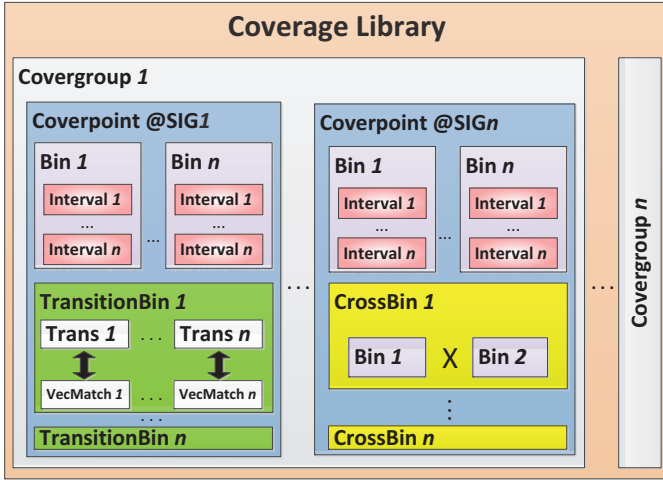 Coverage Library
Covergroup 1
Coverpoint @SIG1
Bin 1
Interval 1
...
Interval n
...
Bin n
Interval 1
...
Interval n
TransitionBin 1
Trans 1 . . . Trans n
VecMatch 1 . . . VecMatch n
. . .
TransitionBin n
. . .
Coverpoint @SIGn
Bin 1
Interval 1
...
Interval n
...
Bin n
Interval 1
...
Interval n
CrossBin 1
Bin 1 X Bin 2
...
CrossBin n
. . .
Covergroup n